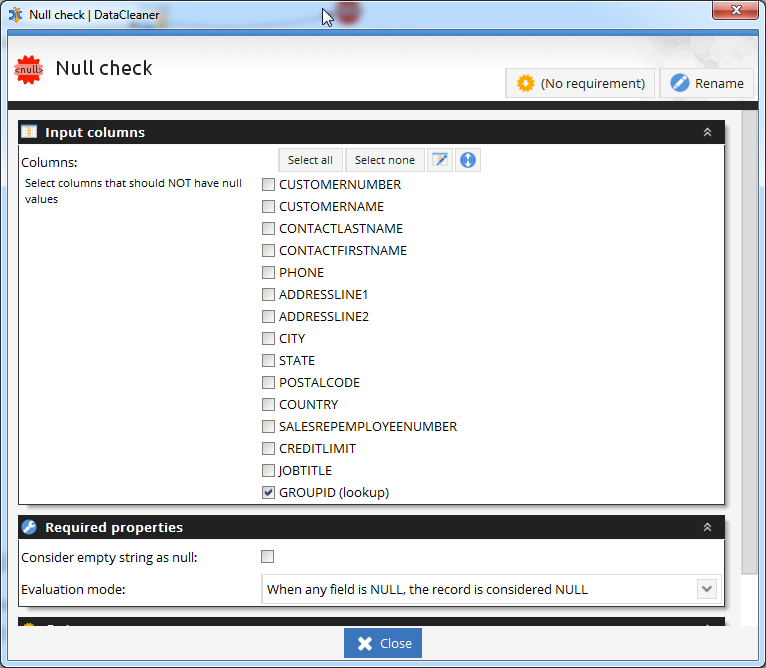 Null check | DataCleaner
<null>
Null check
(No requirement)
Rename
Input columns
Columns:
Select all
Select none
Select columns that should NOT have null
values
CUSTOMERNUMBER
CUSTOMERNAME
CONTACTLASTNAME
CONTACTFIRSTNAME
PHONE
ADDRESSLINE1
ADDRESSLINE2
CITY
STATE
POSTALCODE
COUNTRY
SALESREPEMPLOYEENUMBER
CREDITLIMIT
JOBTITLE
GROUPID (lookup)
Required properties
Consider empty string as null:
Evaluation mode:
When any field is NULL, the record is considered NULL
Close